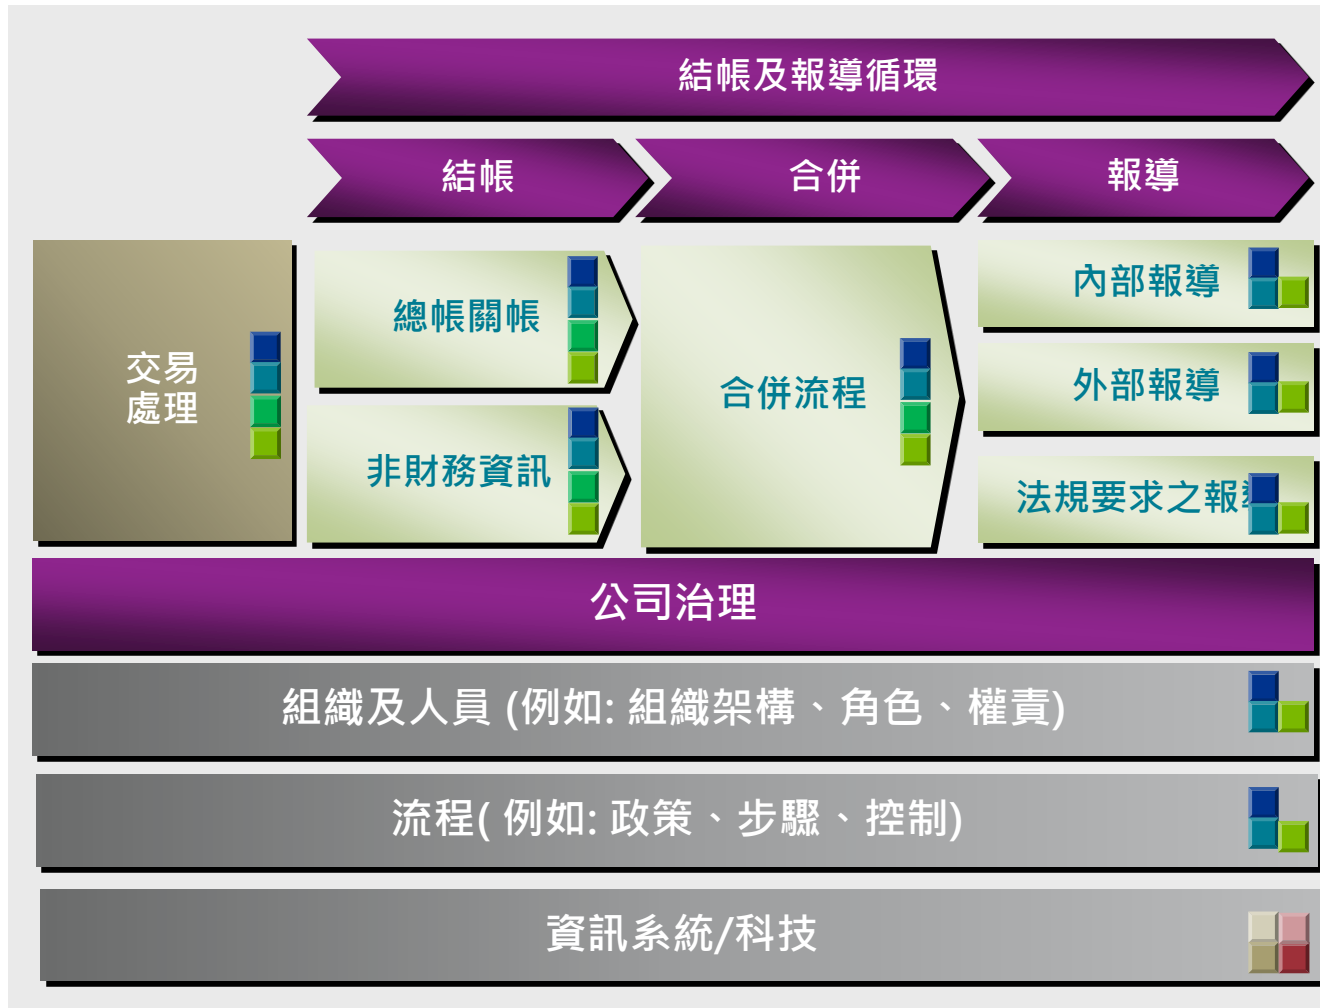 結帳及報導循環
結帳
合併
報導
交易
處理
總帳關帳
非財務資訊
合併流程
內部報導
外部報導
法規要求之報
公司治理
組織及人員 (例如: 組織架構、角色、權責)
流程( 例如: 政策、步驟、控制)
資訊系統/科技